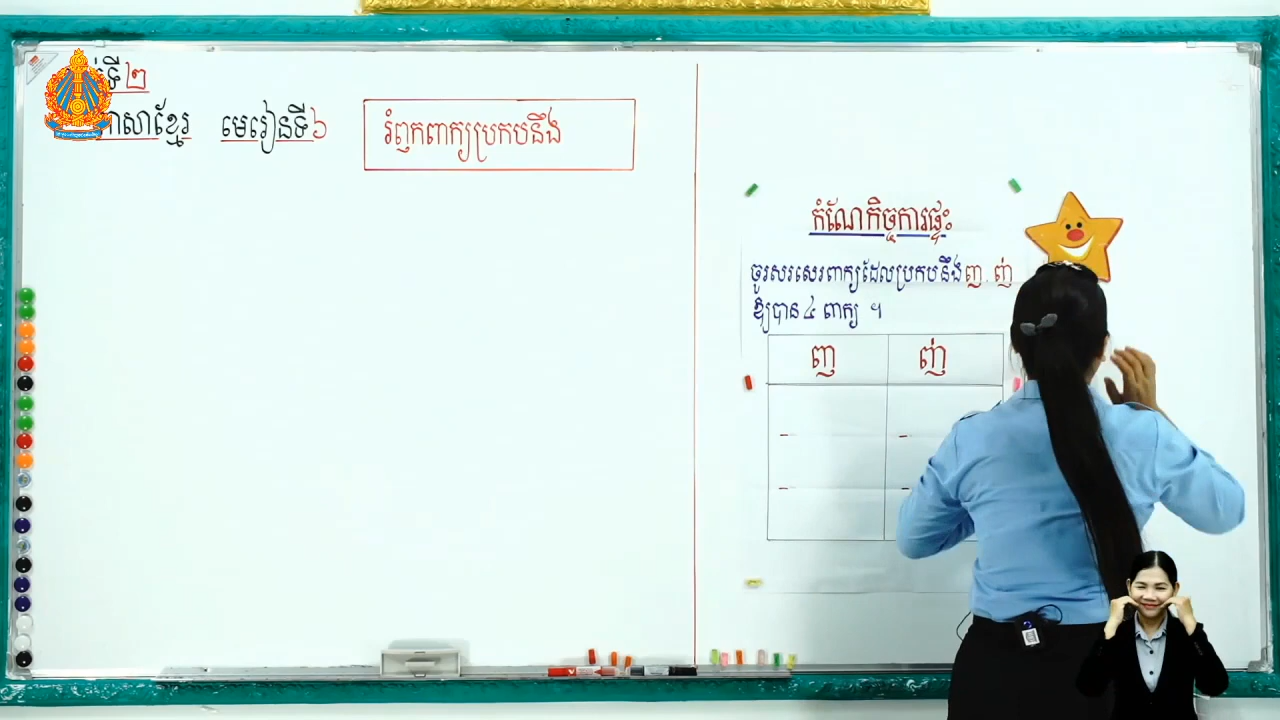 ទី២
ភាសាខ្មែរ មេរៀនទី៦
រំឭកពាក្យប្រកបនឹង
កំណែកិច្ចការផ្ទះ
ចូរសរសេរពាក្យដែលប្រកបនឹង ញ . ញ់
ឱ្យបាន ៤ ពាក្យ ។
ញ ញ់
- -
- -